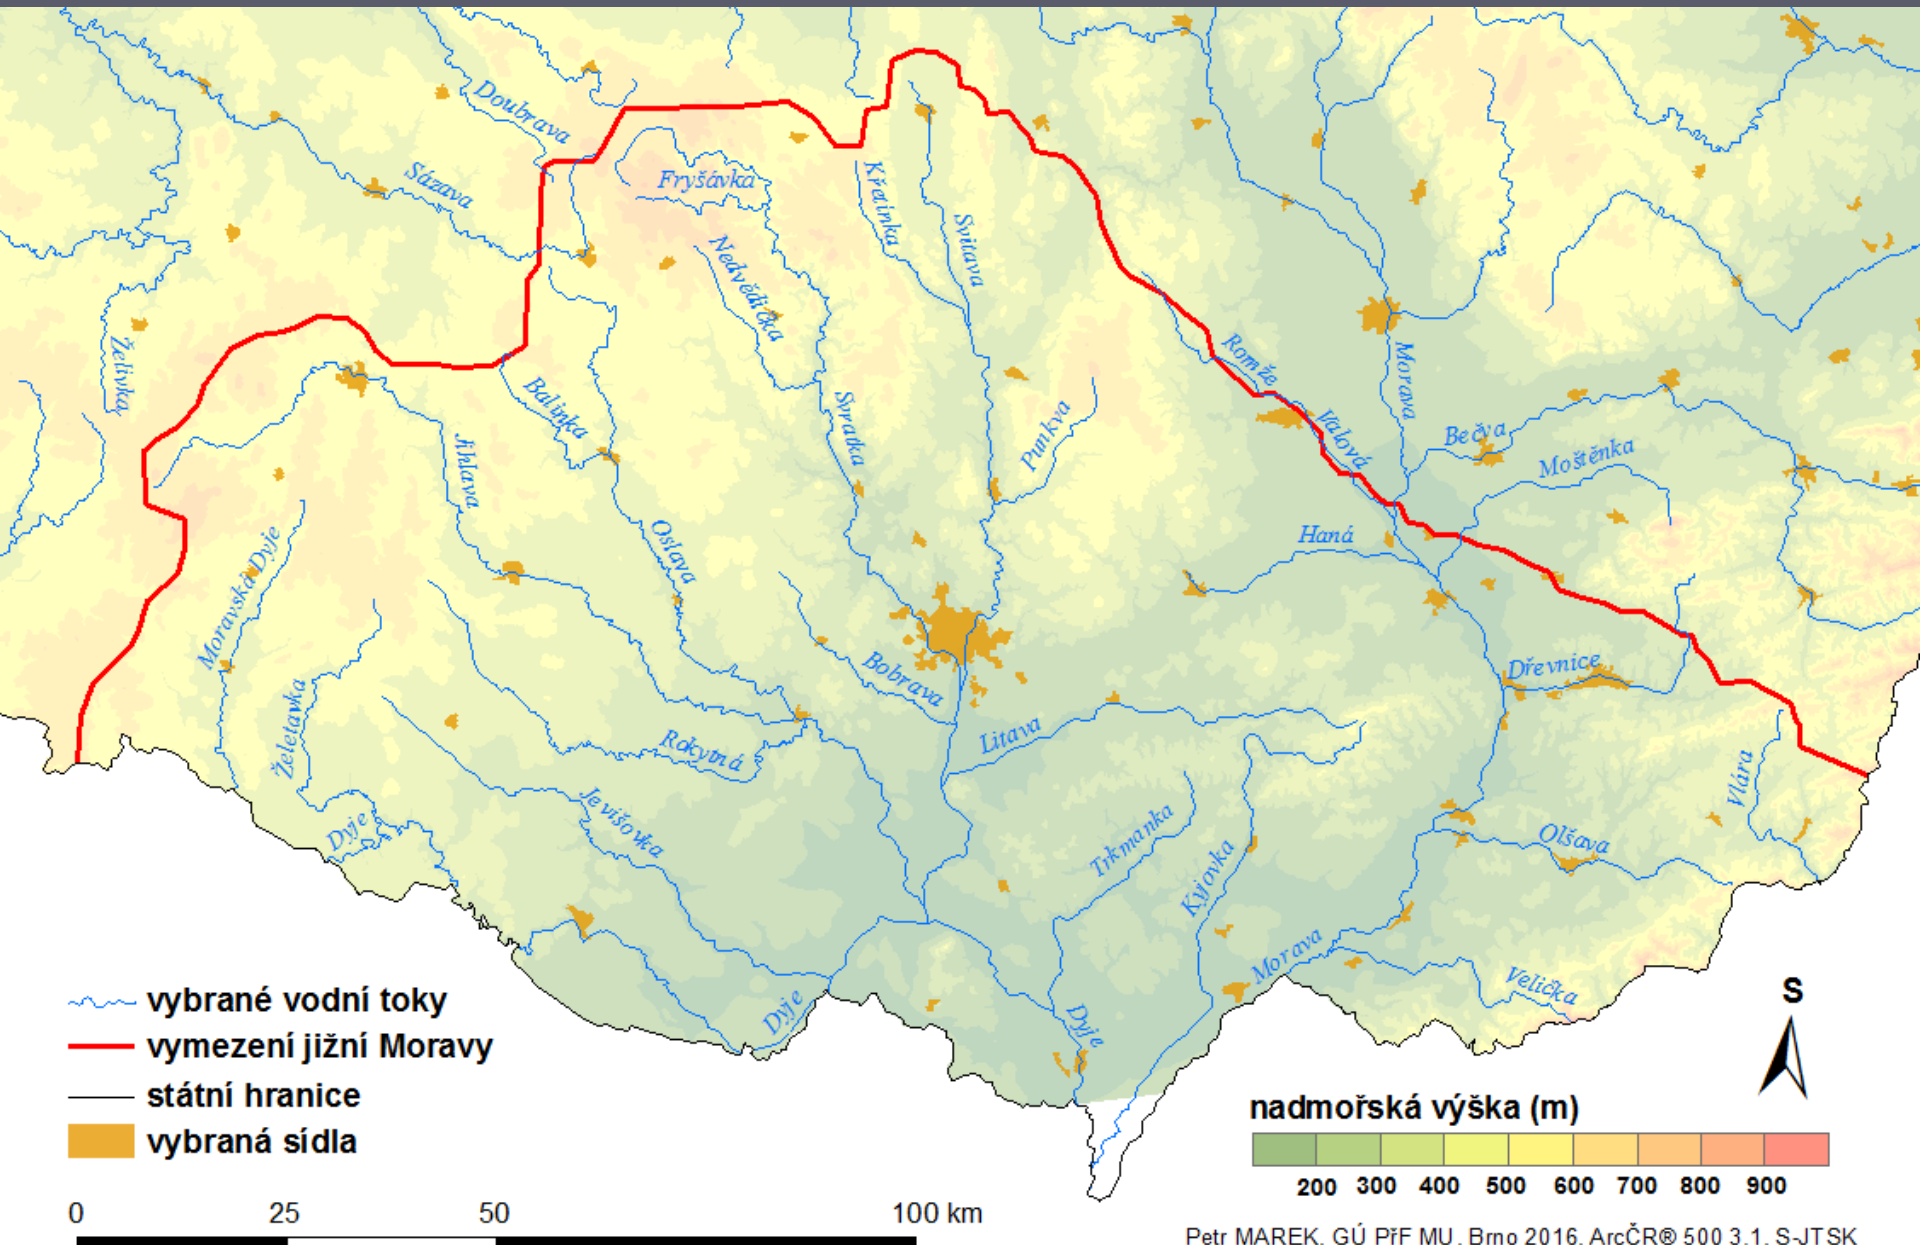 Doubrava
Sázava
Fryšávka
Křetínka
Svitava
Nedvědička
Želivka
Romže
Morava
Balinka
Svratka
Punkva
Valová
Bečva
Moštěnka
Jihlava
Oslava
Haná
Moravská Dyje
Bobrava
Dřevnice
Želetavka
Rokytná
Litava
Vlára
Jevišovka
Dyje
Trkmanka
Kyjovka
Olšava
Morava
Velička
Dyje
Dyje
vybrané vodní toky
vymezení jižní Moravy
státní hranice
vybraná sídla
S
nadmořská výška (m)
200 300 400 500 600 700 800 900
0 25 50 100 km
Petr MAREK, GÚ PřF MU, Brno 2016, ArcČR® 500 3.1, S-JTSK